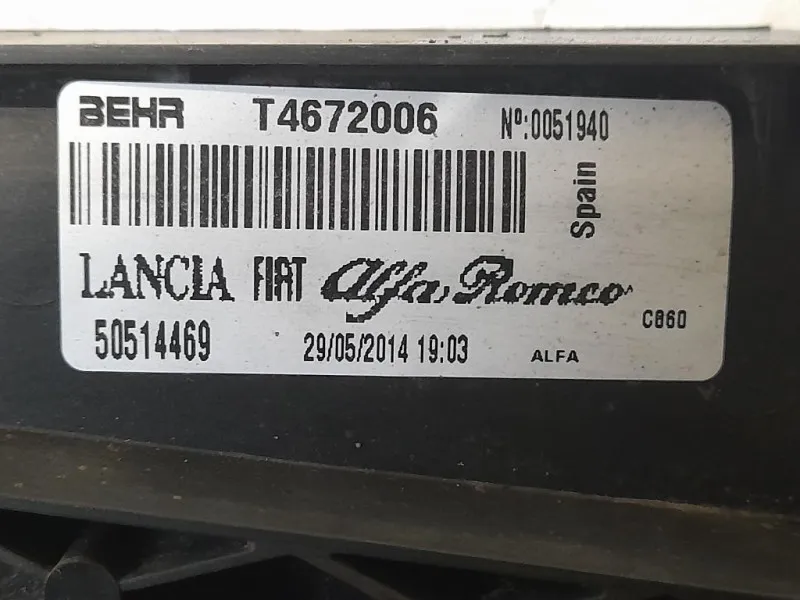 BEHR T4672006 Nº:0051940
Spain
LANCIA FIAT Alfa Romeo
C860
50514469 29/05/2014 19:03 ALFA